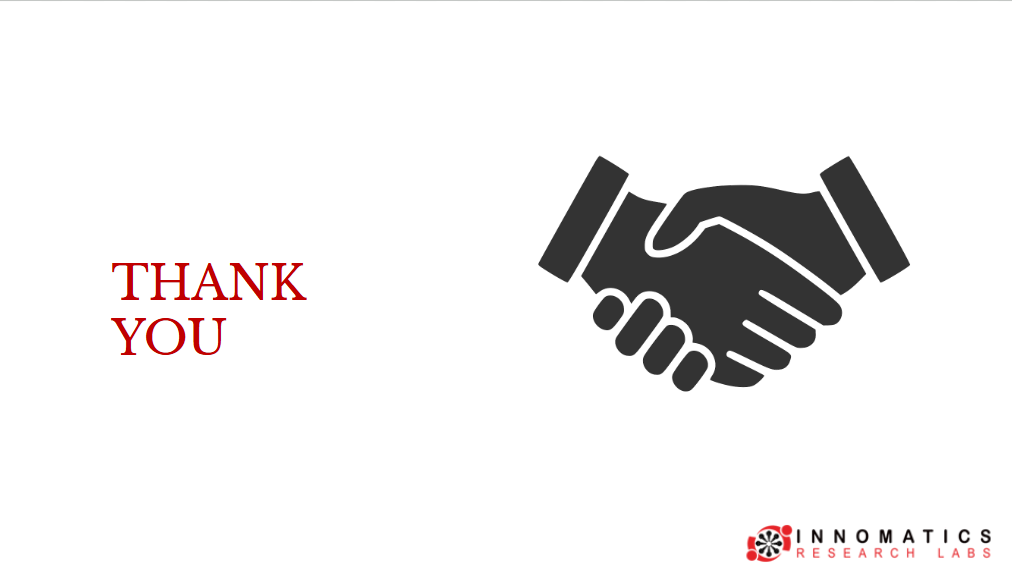 THANK
YOU
INNOMATICS
RESEARCH LABS